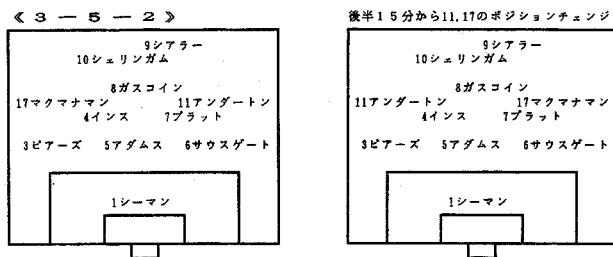 《３－５－２》
9シアラー
10シェリンガム
8ガスコイン
17マクマナマン 11アンダートン
4インス 7プラット
3ピアーズ 5アダムス 6サウスゲート
1シーマン
後半１５分から11,17のポジションチェンジ
9シアラー
10シェリンガム
8ガスコイン
11アンダートン 17マクマナマン
4インス 7プラット
3ピアーズ 5アダムス 6サウスゲート
1シーマン